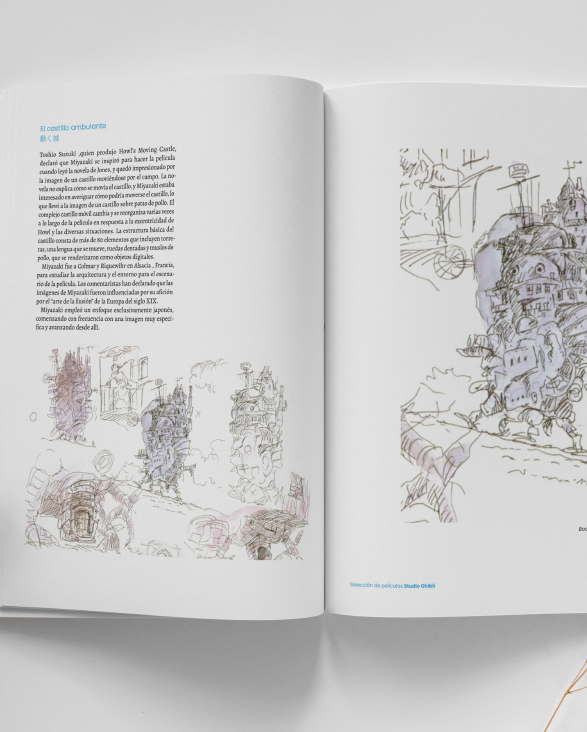 El castillo ambulante
動く城
Toshio Suzuki ,quien produjo Howl's Moving Castle,
declaró que Miyazaki se inspiró para hacer la película
cuando leyó la novela de Jones, y quedó impresionado por
la imagen de un castillo moviéndose por el campo. La no-
vela no explica cómo se movía el castillo, y Miyazaki estaba
interesado en averiguar cómo podría moverse el castillo, lo
que llevó a la imagen de un castillo sobre patas de pollo. El
complejo castillo móvil cambia y se reorganiza varias veces
a lo largo de la película en respuesta a la excentricidad de
Howl y las diversas situaciones. La estructura básica del
castillo consta de más de 80 elementos que incluyen torre-
tas, una lengua que se mueve, ruedas dentadas y muslos de
pollo, que se renderizaron como objetos digitales.
Miyazaki fue a Colmar y Riquewihr en Alsacia , Francia,
para estudiar la arquitectura y el entorno para el escena-
rio de la película. Los comentaristas han declarado que las
imágenes de Miyazaki fueron influenciadas por su afición
por el "arte de la ilusión" de la Europa del siglo XIX.
Miyazaki empleó un enfoque exclusivamente japonés,
comenzando con frecuencia con una imagen muy especí-
fica y avanzando desde allí.
Selección de películas Studio Ghibli